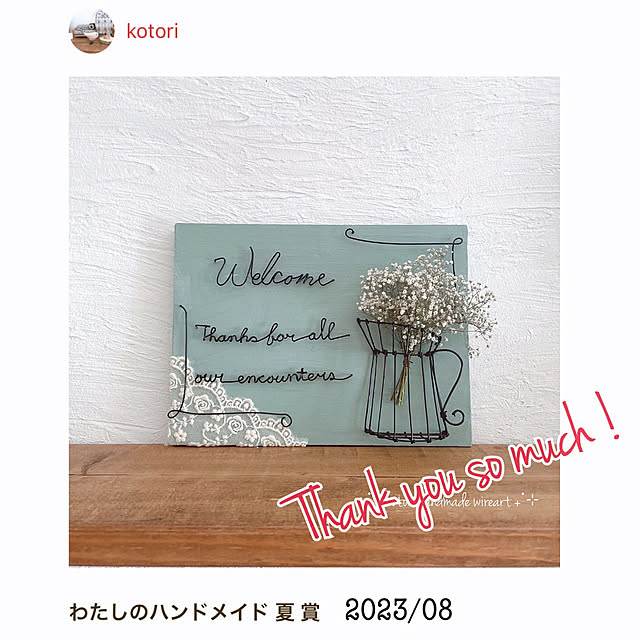 kotori
Welcome
Thanks for all
our encounters
Thank you so much!
handmade wireart
わたしのハンドメイド 夏 賞 2023/08